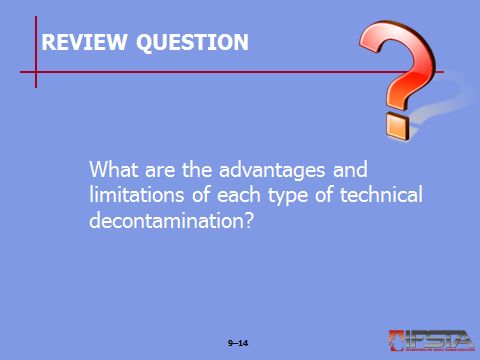 REVIEW QUESTION
What are the advantages and
limitations of each type of technical
decontamination?
9–14
IFSTA